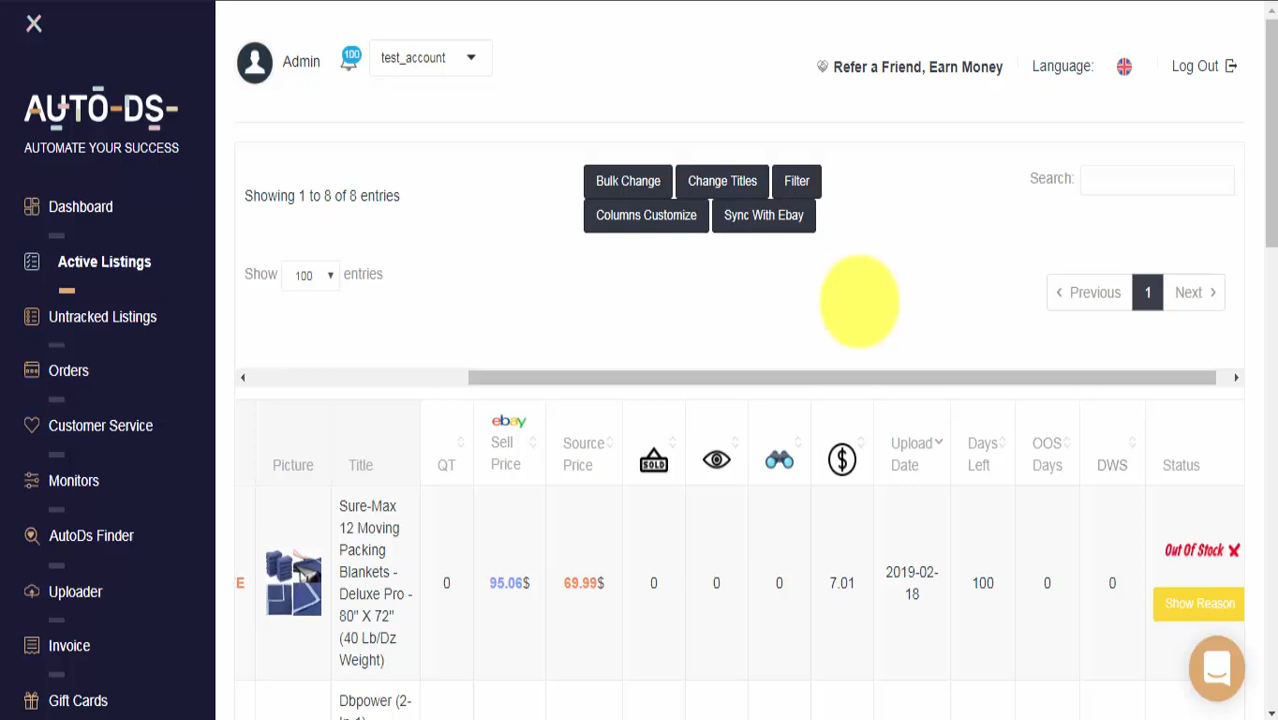 AUTO-DS-
AUTOMATE YOUR SUCCESS
Dashboard
Active Listings
Untracked Listings
Orders
Customer Service
Monitors
AutoDs Finder
Uploader
Invoice
Gift Cards
Admin
100
test_account
Refer a Friend, Earn Money
Language:
Log Out
Showing 1 to 8 of 8 entries
Bulk Change
Change Titles
Filter
Columns Customize
Sync With Ebay
Search:
Show 100 entries
Previous 1 Next
Picture
Title
QT
ebay
Sell
Price
Source
Price
SOLD
$
Upload
Date
Days
Left
OOS
Days
DWS
Status
E
Sure-Max
12 Moving
Packing
Blankets -
Deluxe Pro -
80" X 72"
(40 Lb/Dz
Weight)
0
95.06$
69.99$
0
0
0
7.01
2019-02-
18
100
0
0
Out Of Stock
Show Reason
Dbpower (2-